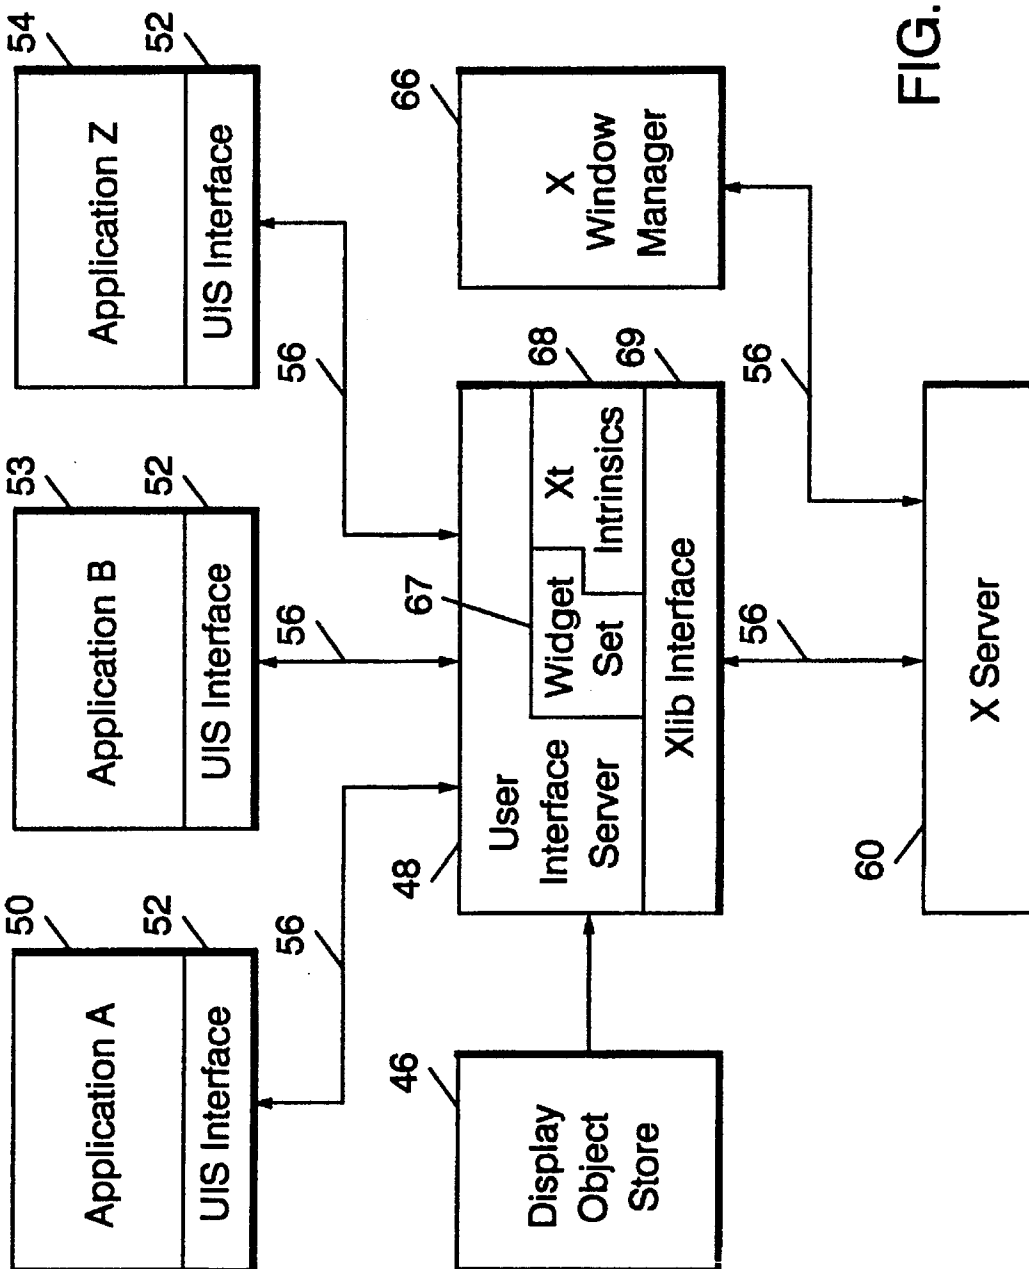 50
Application A
52
UIS Interface
53
Application B
52
UIS Interface
54
Application Z
52
UIS Interface
56
56
56
46
Display
Object
Store
48
User
Interface
Server
67
Widget
Set
68
Xt
Intrinsics
69
Xlib Interface
66
X
Window
Manager
56
56
60
X Server
FIG.